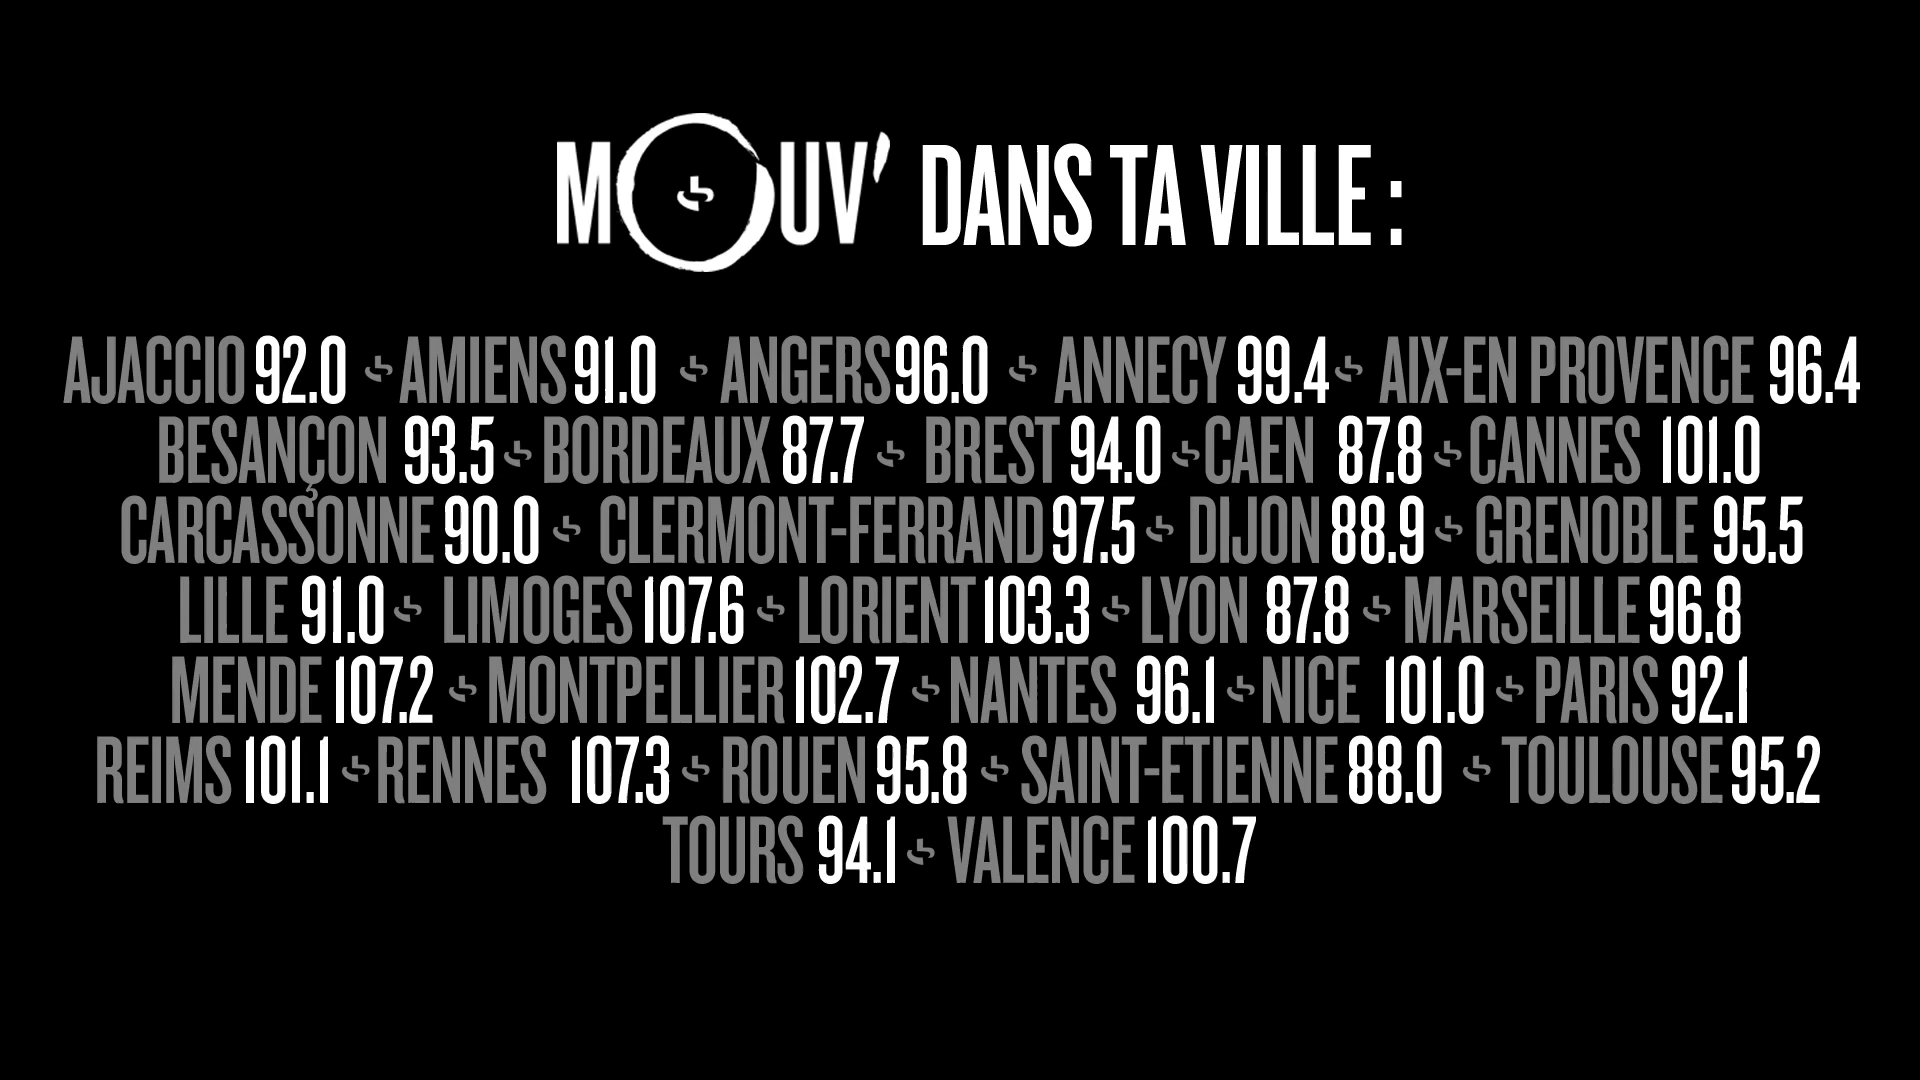 MOUV' DANS TA VILLE :
AJACCIO 92.0 AMIENS 91.0 ANGERS 96.0 ANNECY 99.4 AIX-EN PROVENCE 96.4
BESANÇON 93.5 BORDEAUX 87.7 BREST 94.0 CAEN 87.8 CANNES 101.0
CARCASSONNE 90.0 CLERMONT-FERRAND 97.5 DIJON 88.9 GRENOBLE 95.5
LILLE 91.0 LIMOGES 107.6 LORIENT 103.3 LYON 87.8 MARSEILLE 96.8
MENDE 107.2 MONTPELLIER 102.7 NANTES 96.1 NICE 101.0 PARIS 92.1
REIMS 101.1 RENNES 107.3 ROUEN 95.8 SAINT-ETIENNE 88.0 TOULOUSE 95.2
TOURS 94.1 VALENCE 100.7